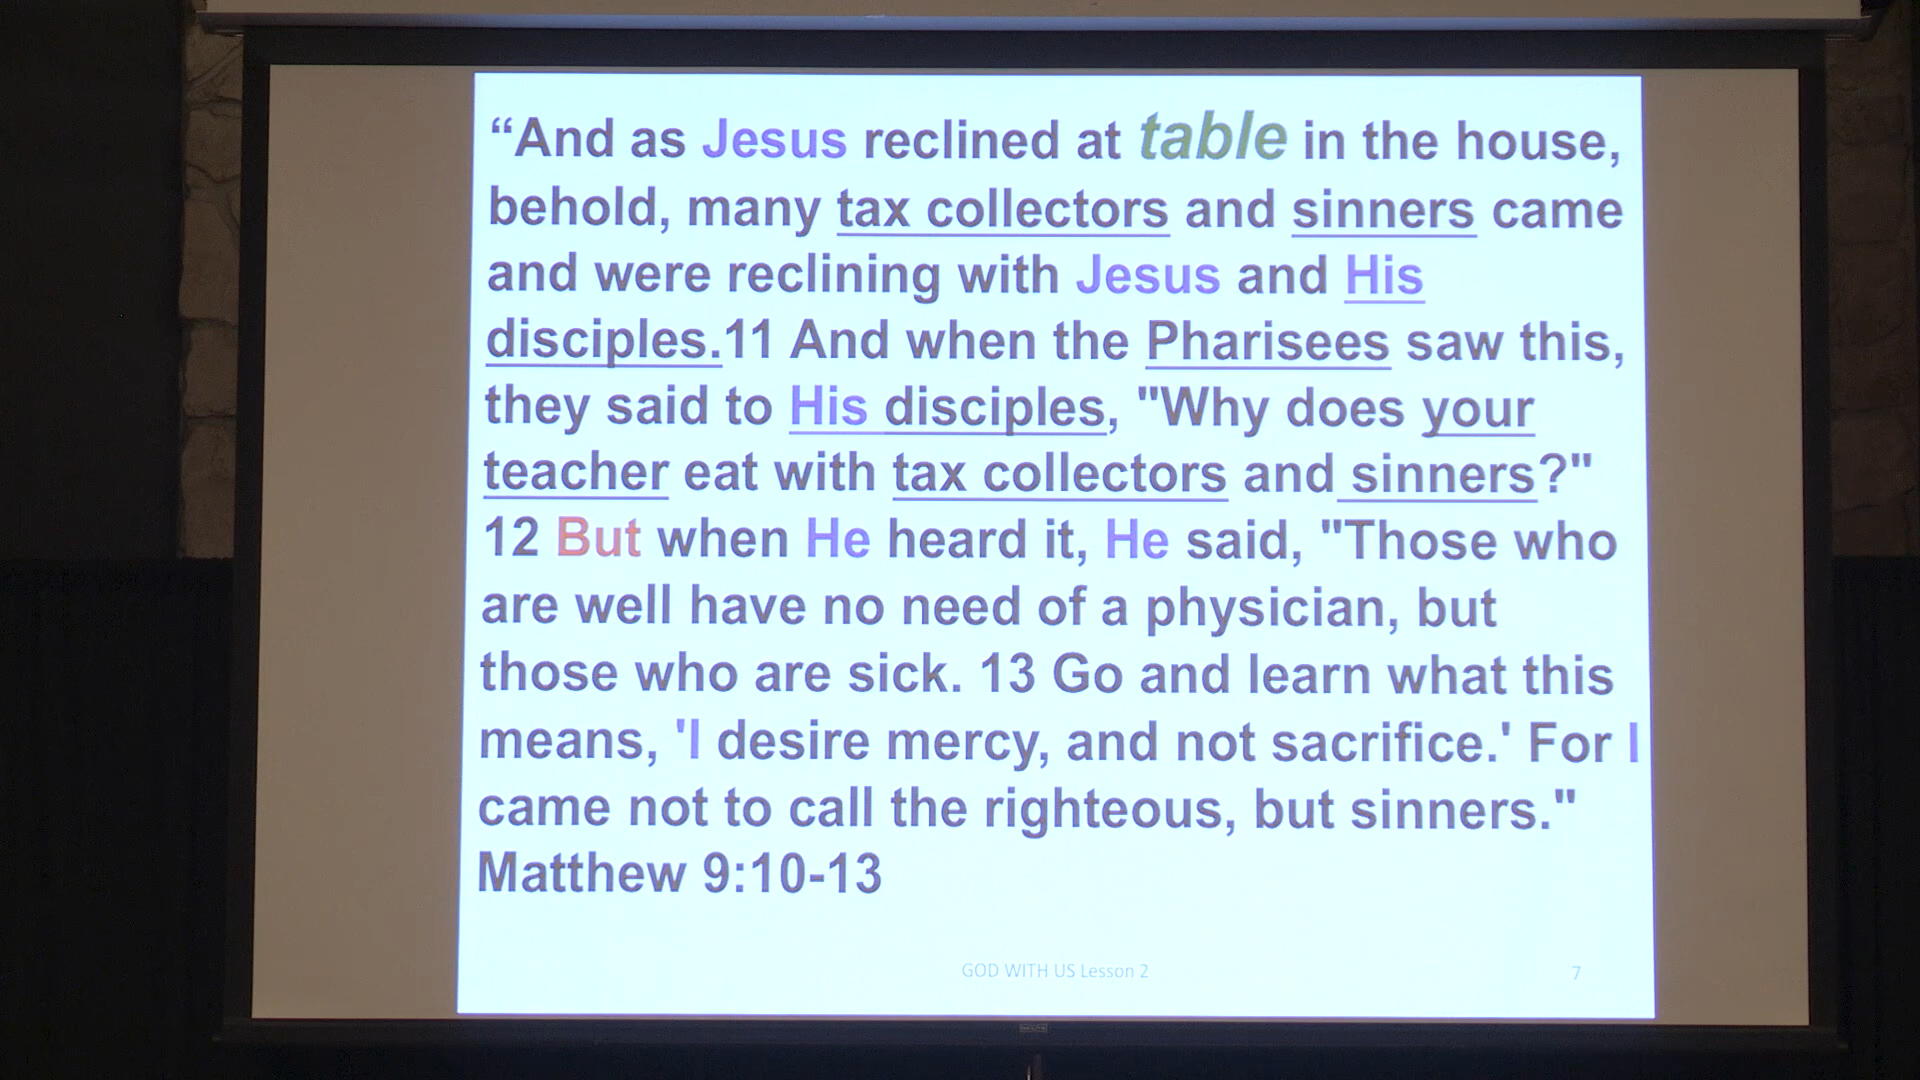 “And as Jesus reclined at table in the house,
behold, many tax collectors and sinners came
and were reclining with Jesus and His
disciples.11 And when the Pharisees saw this,
they said to His disciples, "Why does your
teacher eat with tax collectors and sinners?"
12 But when He heard it, He said, "Those who
are well have no need of a physician, but
those who are sick. 13 Go and learn what this
means, 'I desire mercy, and not sacrifice.' For I
came not to call the righteous, but sinners."
Matthew 9:10-13
GOD WITH US Lesson 2
7